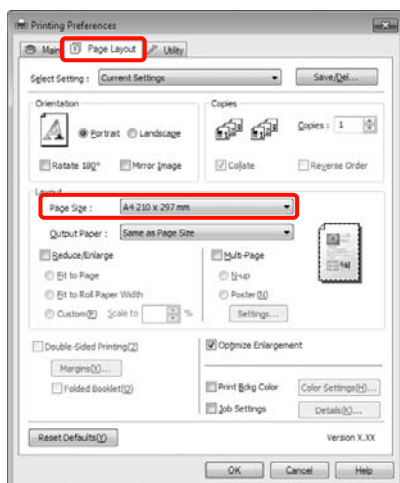 Printing Preferences
Main Page Layout Utility
Select Setting : Current Settings Save/Del...
Orientation Copies
Portrait Landscape Copies : 1
Rotate 180° Mirror Image Collate Reverse Order
Layout
Page Size : A4 210 x 297 mm
Output Paper : Same as Page Size
Reduce/Enlarge Multi-Page
Fit to Page N-up
Fit to Roll Paper Width Poster(N)
Custom(F) Scale to % Settings...
Double-Sided Printing(2) Optimize Enlargement
Margins(X)...
Folded Booklet(Q) Print Bckg Color Color Settings(H)...
Job Settings Details(K)...
Reset Defaults(Y) Version X.XX
OK Cancel Help